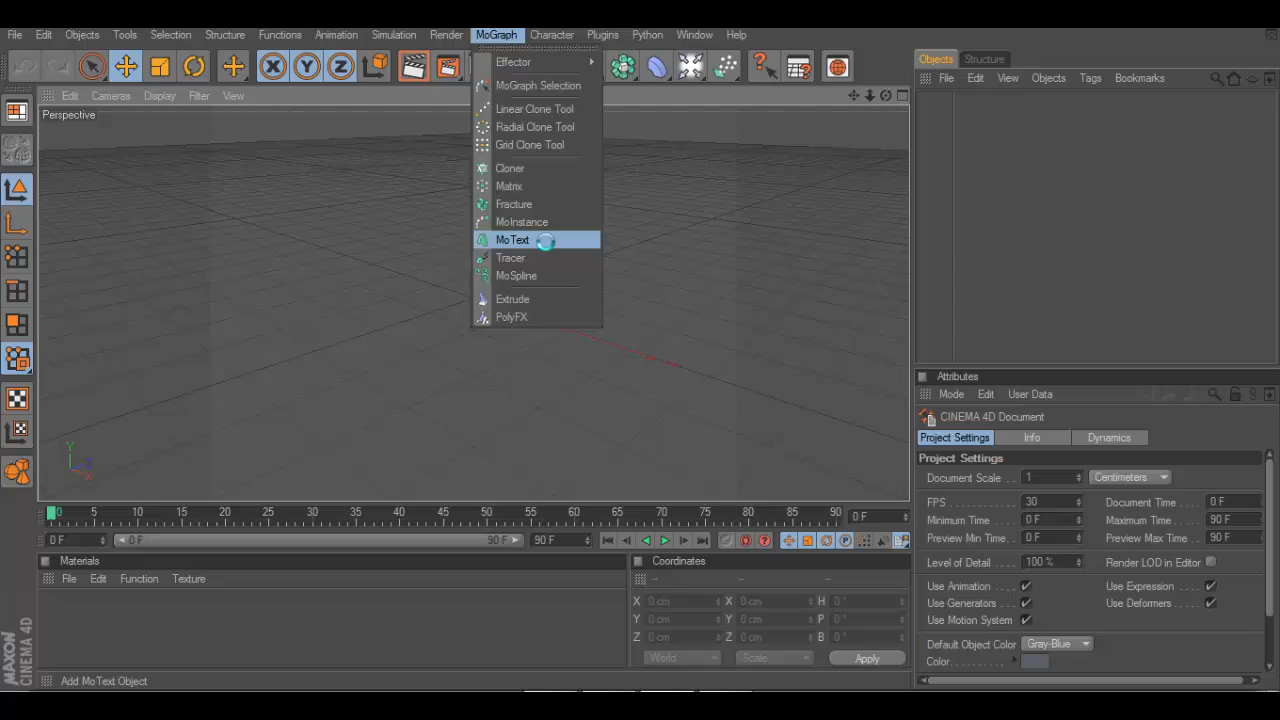 File Edit Objects Tools Selection Structure Functions Animation Simulation Render MoGraph Character Plugins Python Window Help
Effector
MoGraph Selection
Linear Clone Tool
Radial Clone Tool
Grid Clone Tool
Cloner
Matrix
Fracture
MoInstance
MoText
Tracer
MoSpline
Extrude
PolyFX
X Y Z
Edit Cameras Display Filter View
Perspective
Y
Z
X
Objects Structure
File Edit View Objects Tags Bookmarks
Attributes
Mode Edit User Data
CINEMA 4D Document
Project Settings Info Dynamics
Project Settings
Document Scale . . 1 Centimeters
FPS 30 Document Time 0 F
Minimum Time 0 F Maximum Time 90 F
Preview Min Time 0 F Preview Max Time 90 F
Level of Detail 100 % Render LOD in Editor
Use Animation Use Expression
Use Generators Use Deformers
Use Motion System
Default Object Color Gray-Blue
Color
0 5 10 15 20 25 30 35 40 45 50 55 60 65 70 75 80 85 90 0 F
0 F 0 F 90 F 90 F
Materials
File Edit Function Texture
Coordinates
-- -- --
X 0 cm X 0 cm H 0 °
Y 0 cm Y 0 cm P 0 °
Z 0 cm Z 0 cm B 0 °
World Scale Apply
MAXON
CINEMA 4D
Add MoText Object